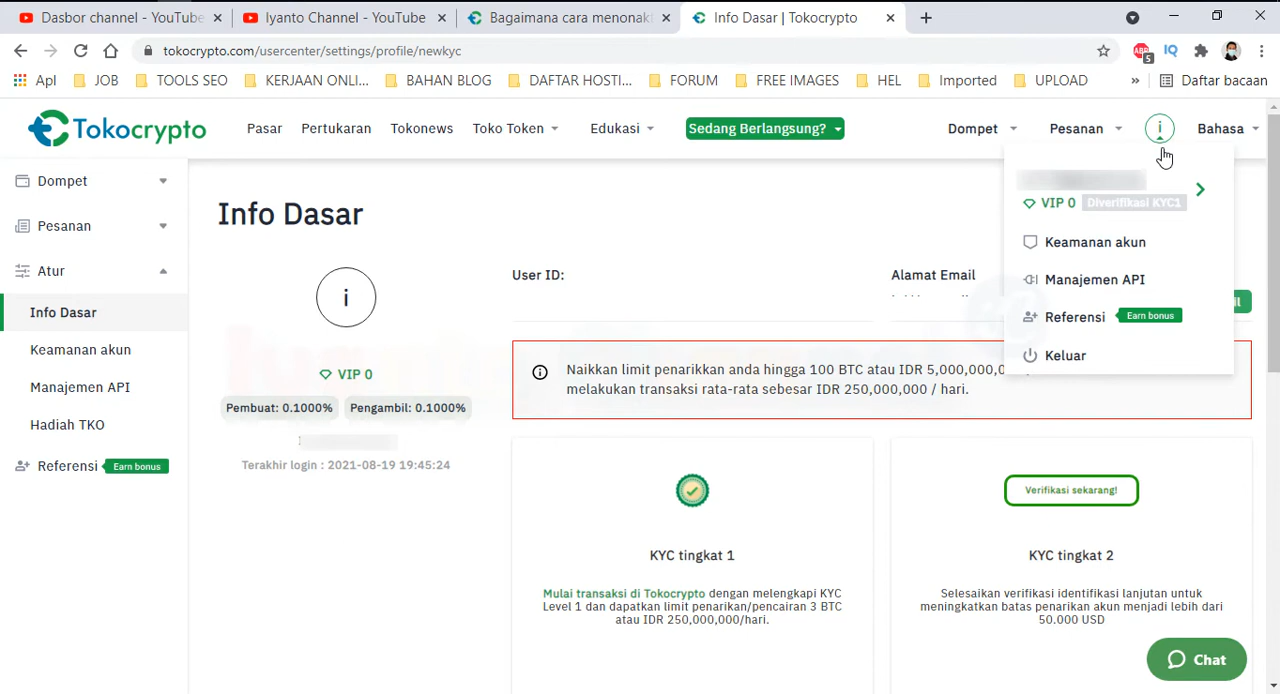 Dasbor channel - YouTube
Iyanto Channel - YouTube
Bagaimana cara menonak
Info Dasar | Tokocrypto
tokocrypto.com/usercenter/settings/profile/newkyc
ABP
5
IQ
Apl
JOB
TOOLS SEO
KERJAAN ONLI...
BAHAN BLOG
DAFTAR HOSTI...
FORUM
FREE IMAGES
HEL
Imported
UPLOAD
»
Daftar bacaan
Tokocrypto
Pasar
Pertukaran
Tokonews
Toko Token
Edukasi
Sedang Berlangsung?
Dompet
Pesanan
i
Bahasa
VIP 0
Diverifikasi KYC1
Keamanan akun
Manajemen API
Referensi
Earn bonus
Keluar
Dompet
Pesanan
Atur
Info Dasar
Keamanan akun
Manajemen API
Hadiah TKO
Referensi
Earn bonus
Info Dasar
i
VIP 0
Pembuat: 0.1000%
Pengambil: 0.1000%
Terakhir login : 2021-08-19 19:45:24
User ID:
Alamat Email
Naikkan limit penarikkan anda hingga 100 BTC atau IDR 5,000,000,0
melakukan transaksi rata-rata sebesar IDR 250,000,000 / hari.
KYC tingkat 1
Mulai transaksi di Tokocrypto dengan melengkapi KYC
Level 1 dan dapatkan limit penarikan/pencairan 3 BTC
atau IDR 250,000,000/hari.
Verifikasi sekarang!
KYC tingkat 2
Selesaikan verifikasi identifikasi lanjutan untuk
meningkatkan batas penarikan akun menjadi lebih dari
50.000 USD
Chat